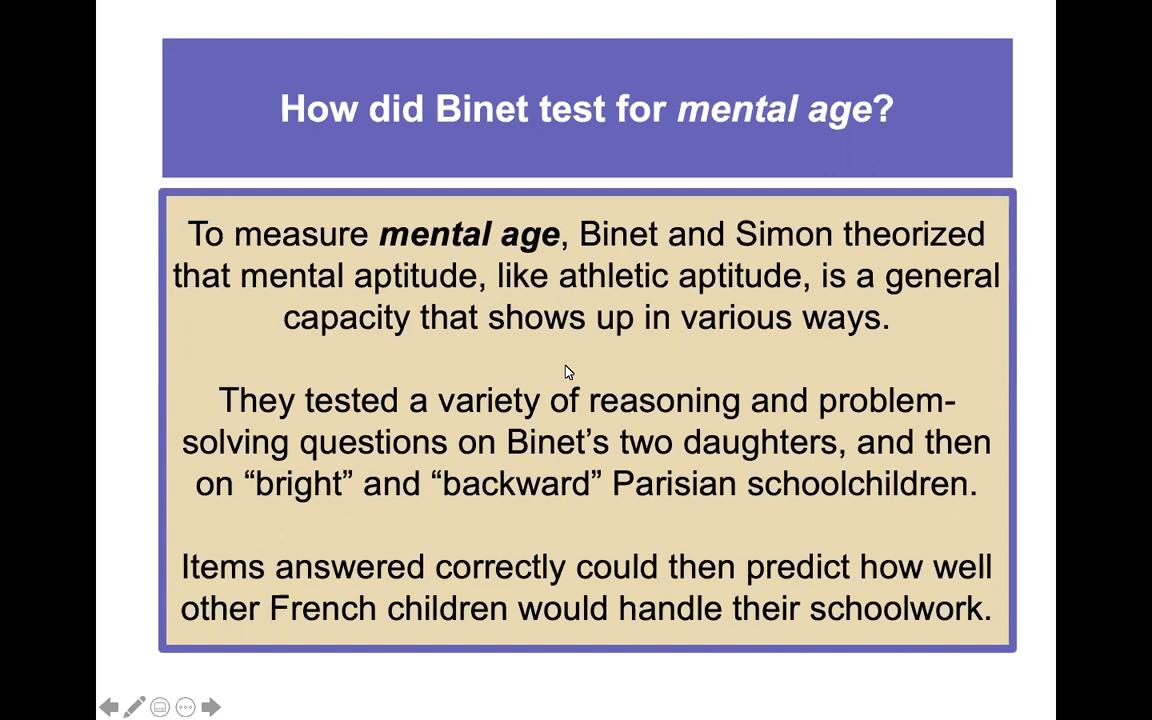 How did Binet test for mental age?
To measure mental age, Binet and Simon theorized
that mental aptitude, like athletic aptitude, is a general
capacity that shows up in various ways.
They tested a variety of reasoning and problem-
solving questions on Binet’s two daughters, and then
on “bright” and “backward” Parisian schoolchildren.
Items answered correctly could then predict how well
other French children would handle their schoolwork.